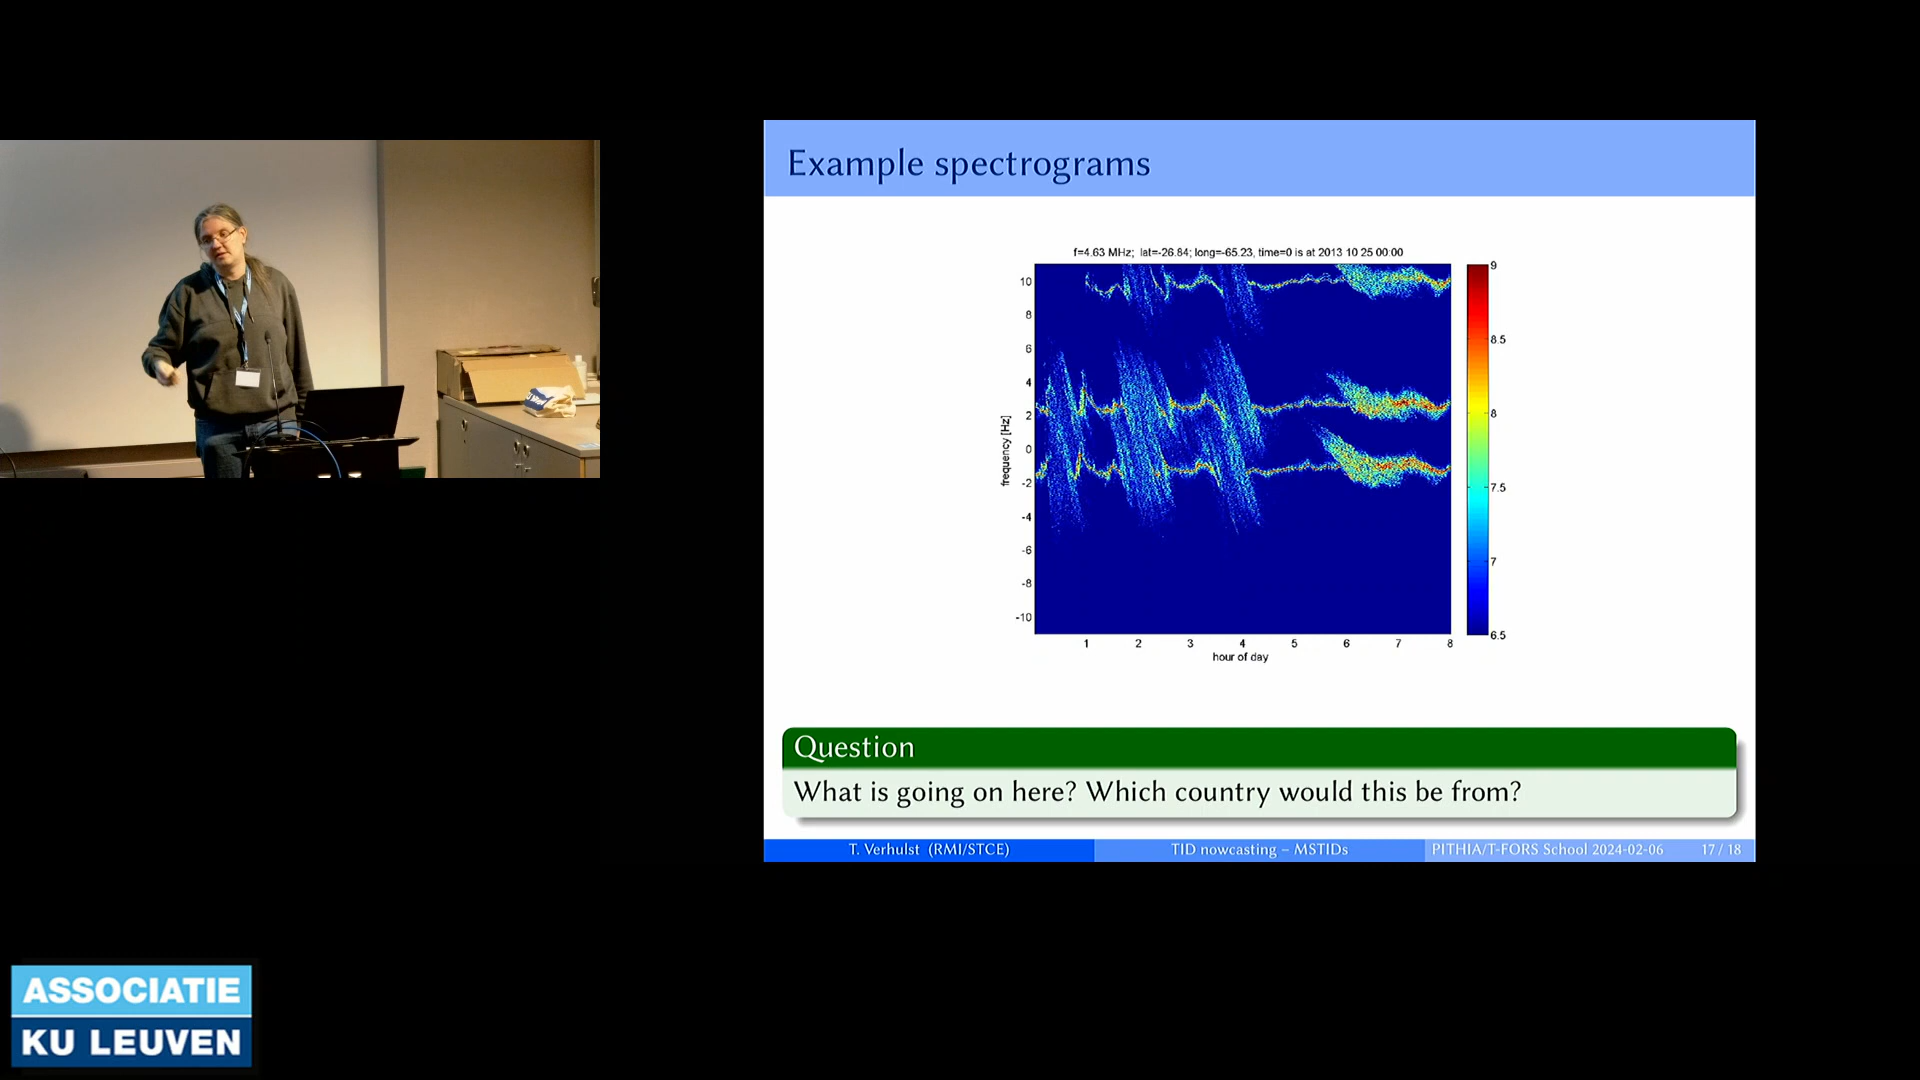 Example spectrograms
f=4.63 MHz; lat=-26.84; long=-65.23, time=0 is at 2013 10 25 00:00
10
8
6
4
2
0
-2
-4
-6
-8
-10
frequency [Hz]
1 2 3 4 5 6 7 8
hour of day
9
8.5
8
7.5
7
6.5
Question
What is going on here? Which country would this be from?
T. Verhulst (RMI/STCE) TID nowcasting – MSTIDs PITHIA/T-FORS School 2024-02-06 17 / 18
ASSOCIATIE
KU LEUVEN